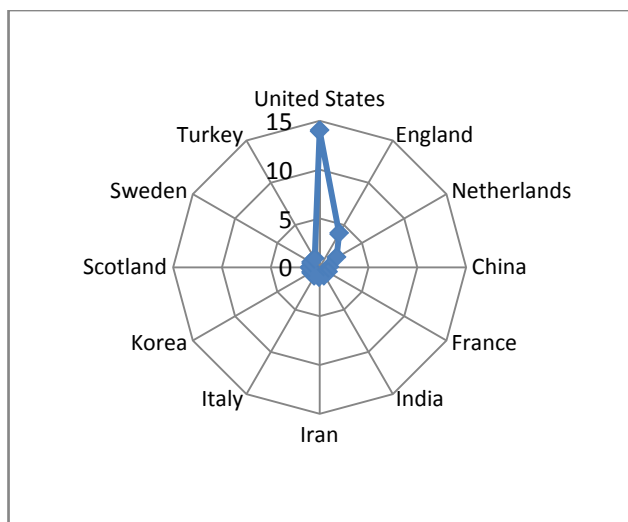 United States
15
Turkey
England
10
Sweden
Netherlands
5
Scotland
0
China
Korea
France
Italy
India
Iran